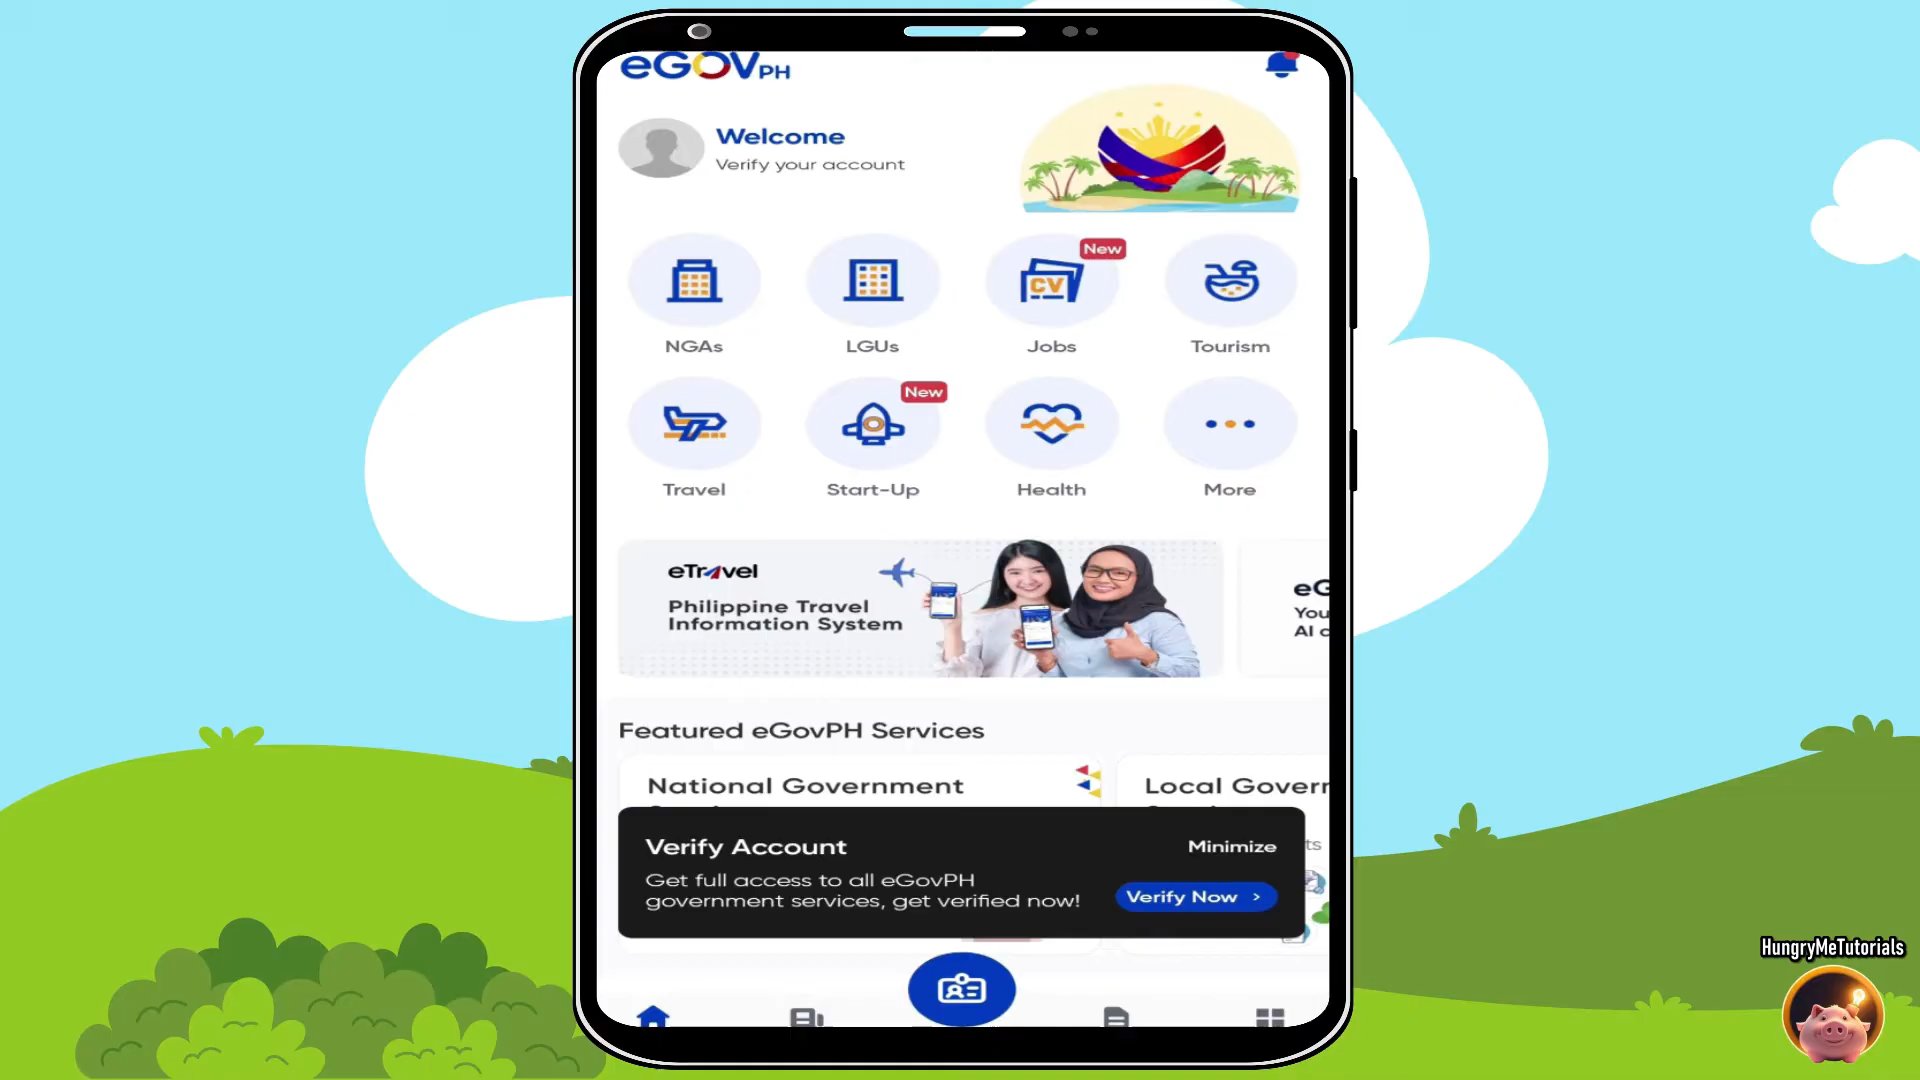 eGOVPH
Welcome
Verify your account
New
CV
NGAs
LGUs
Jobs
Tourism
New
Travel
Start-Up
Health
More
eTravel
Philippine Travel
Information System
eG
You
AI
Featured eGovPH Services
National Government
Local Govern
Verify Account
Minimize
ts
Get full access to all eGovPH
government services, get verified now!
Verify Now >
HungryMeTutorials